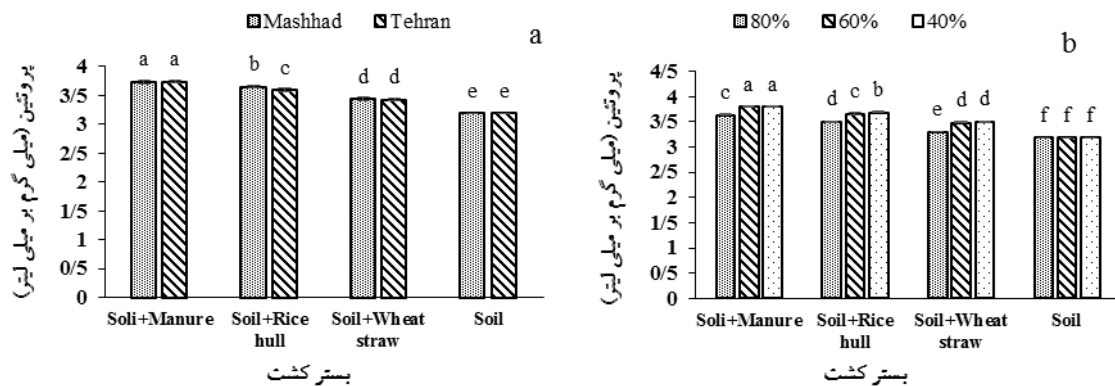 Mashhad Tehran
a
پروتئین (میلی گرم بر میلی لیتر)
4
3/5
3
2/5
2
1/5
1
0/5
0
a a b c d d e e
Soli+Manure Soil+Rice hull Soil+Wheat straw Soil
بستر کشت
80% 60% 40%
b
پروتئین (میلی گرم بر میلی لیتر)
4/5
4
3/5
3
2/5
2
1/5
1
0/5
0
c a a d c b e d d f f f
Soli+Manure Soil+Rice hull Soil+Wheat straw Soil
بستر کشت